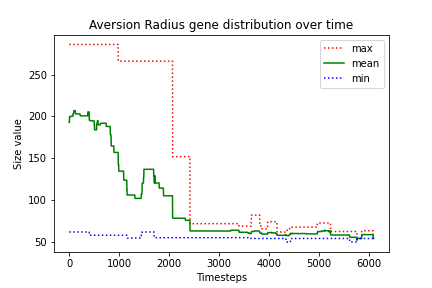 Aversion Radius gene distribution over time
max
mean
min
Size value
250
200
150
100
50
0
1000
2000
3000
4000
5000
6000
Timesteps